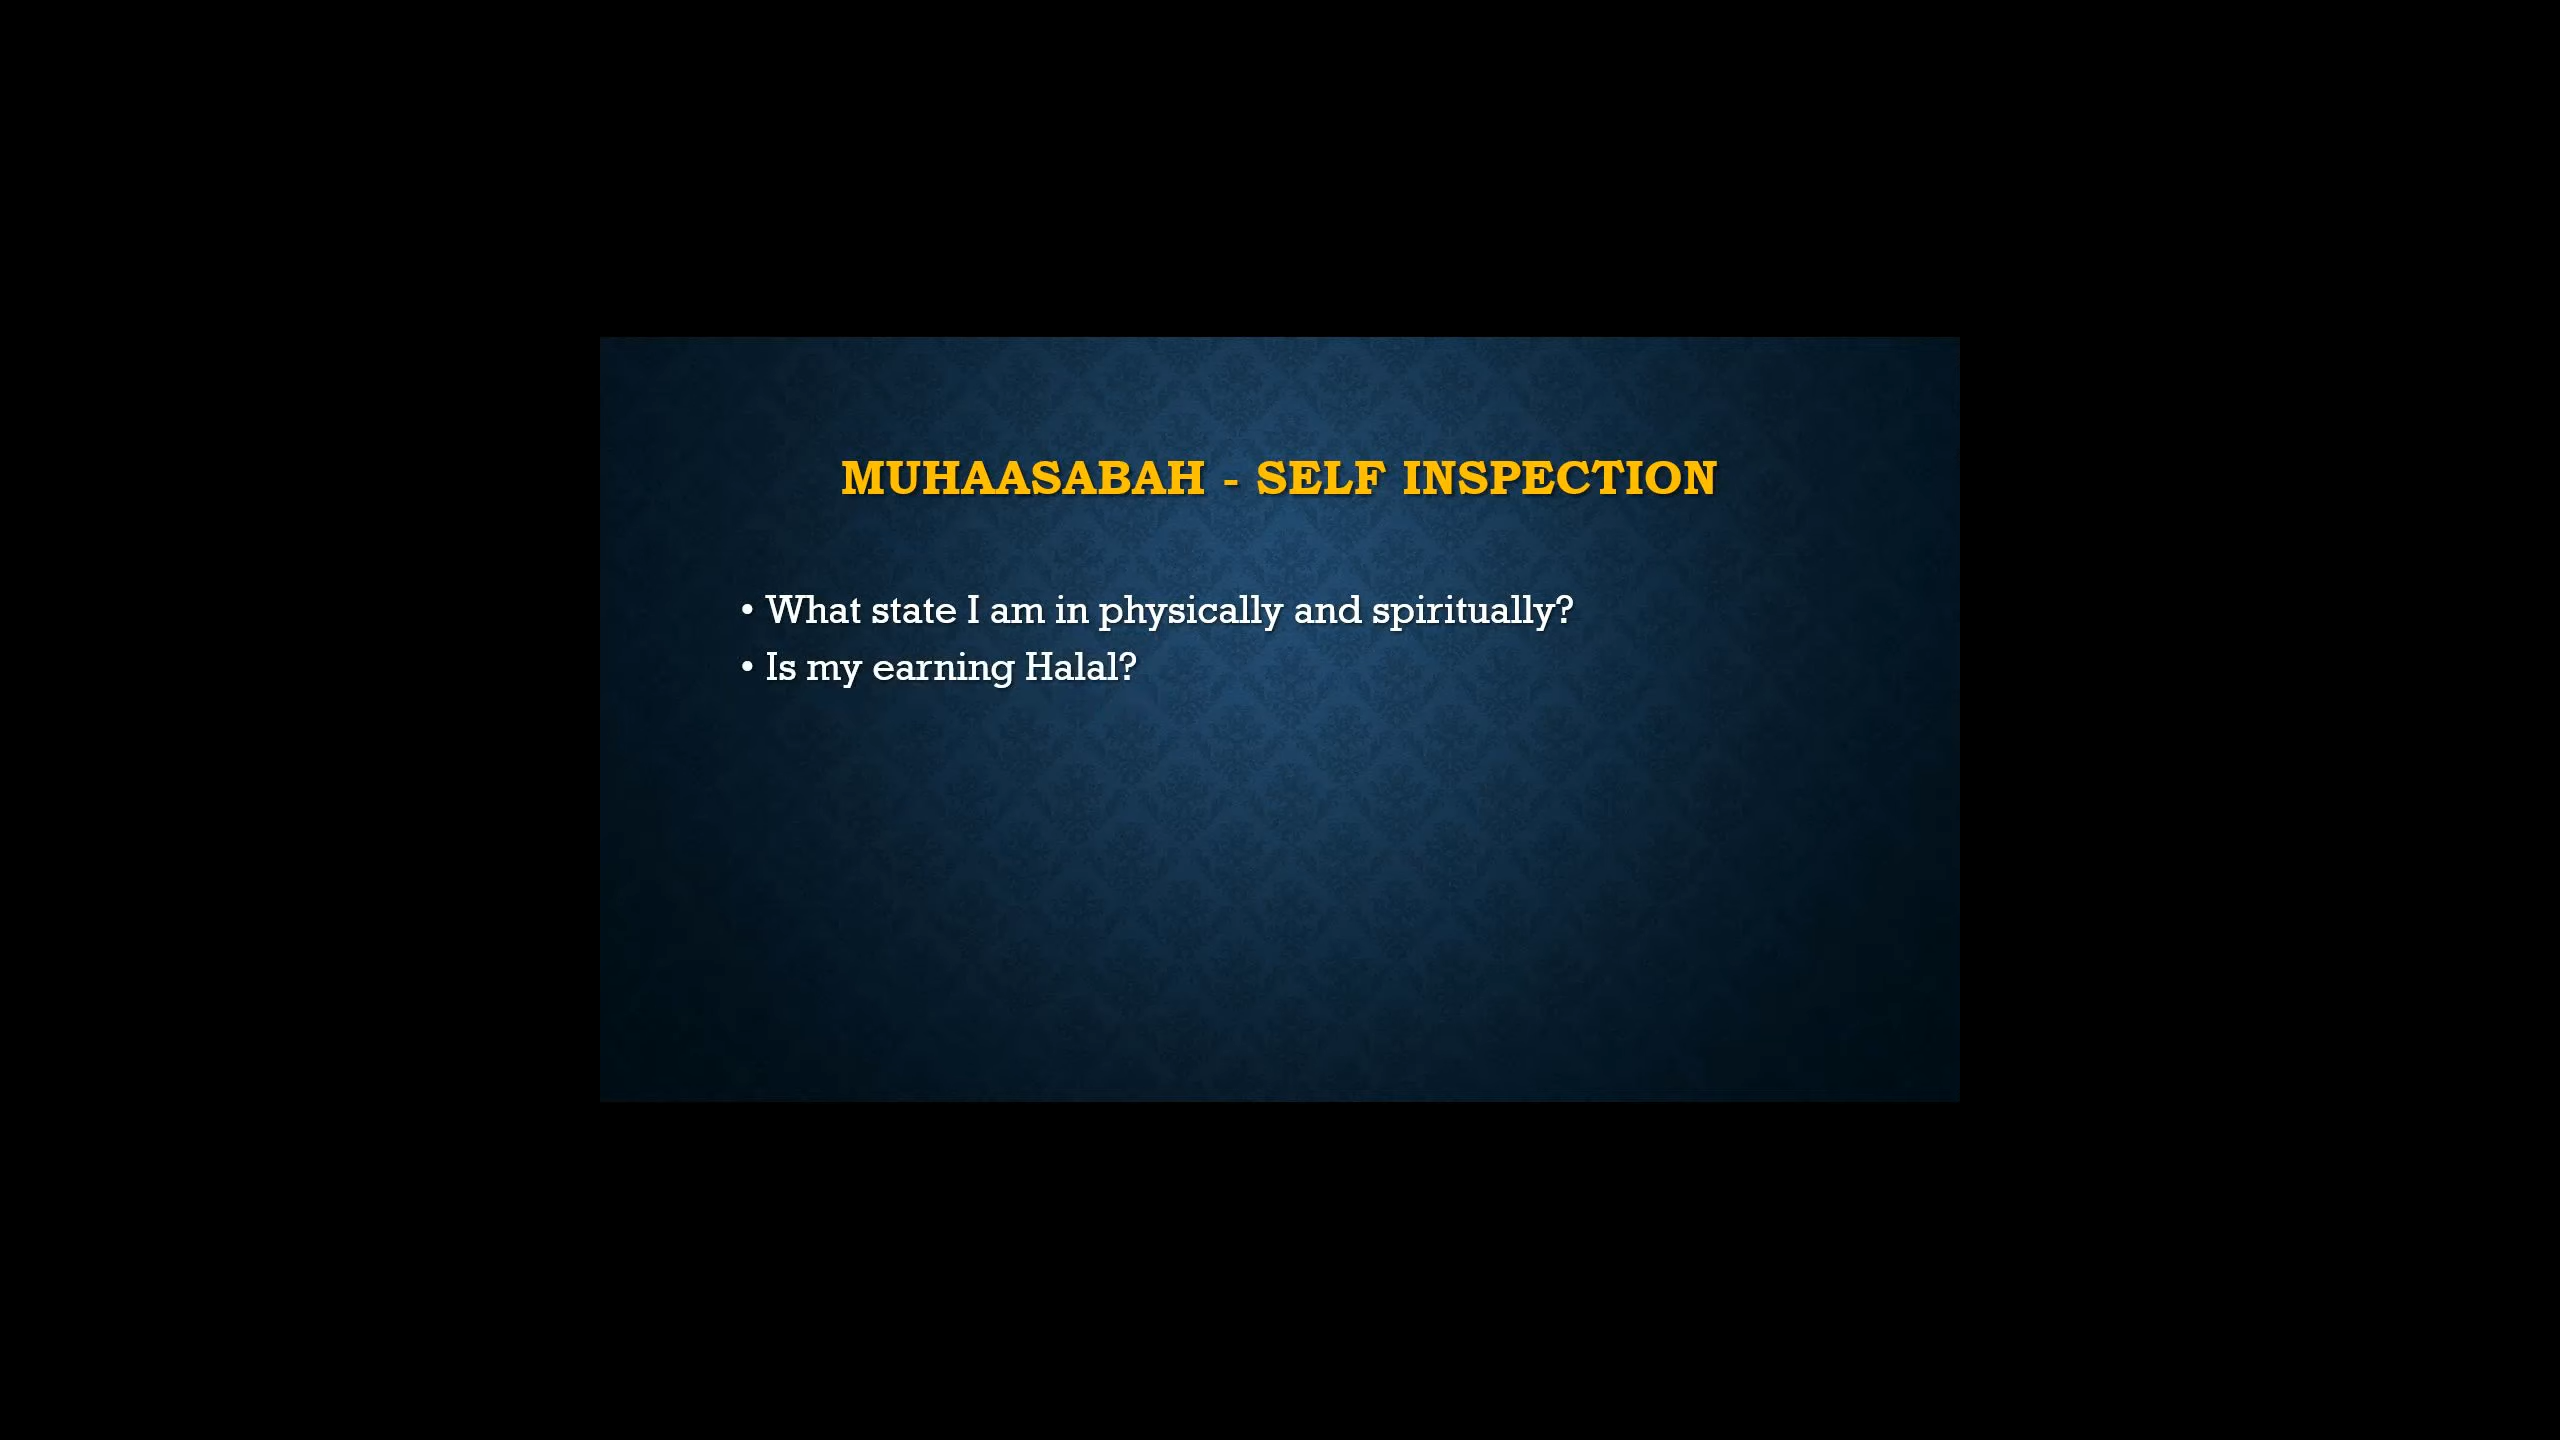 MUHAASABAH - SELF INSPECTION
• What state I am in physically and spiritually?
• Is my earning Halal?